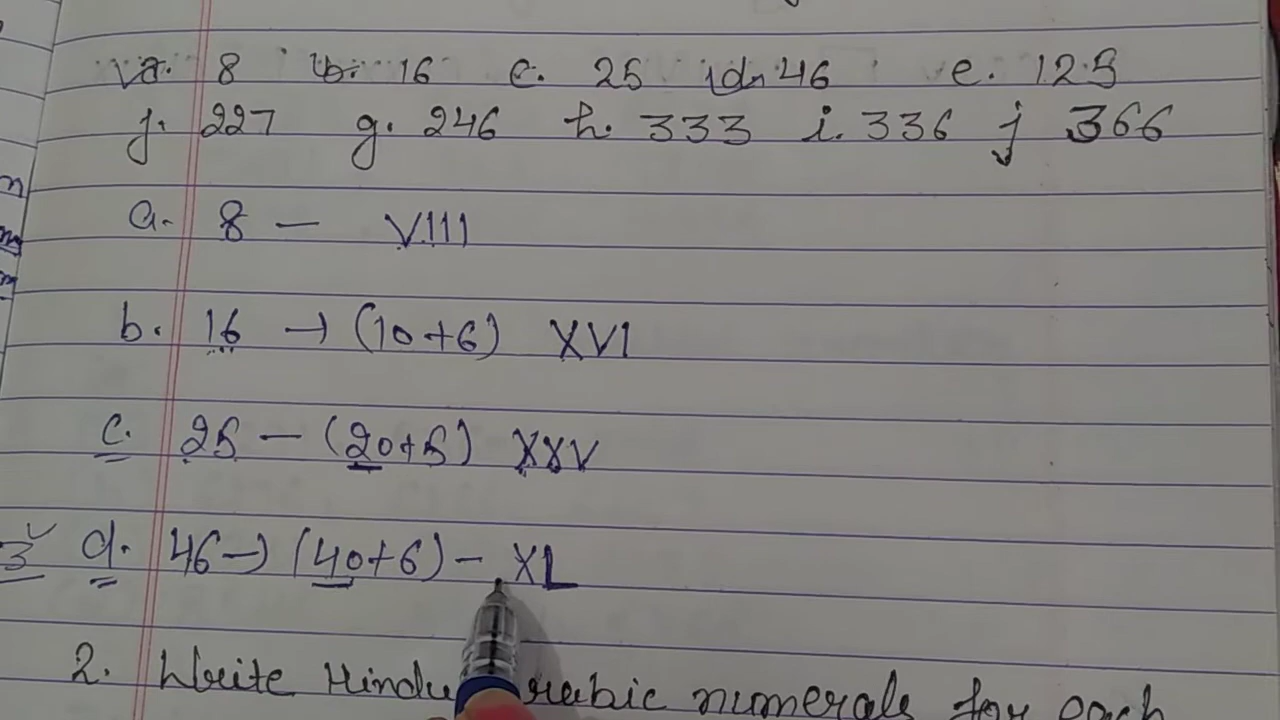 a. 8 b. 16 c. 25 d. 46 e. 125
f. 227 g. 246 h. 333 i. 336 j 366
a. 8 — VIII
b. 16 → (10+6) XVI
c. 25 — (20+5) XXV
d. 46 → (40+6) — XL
2. Write Hindu rabic numerals for each